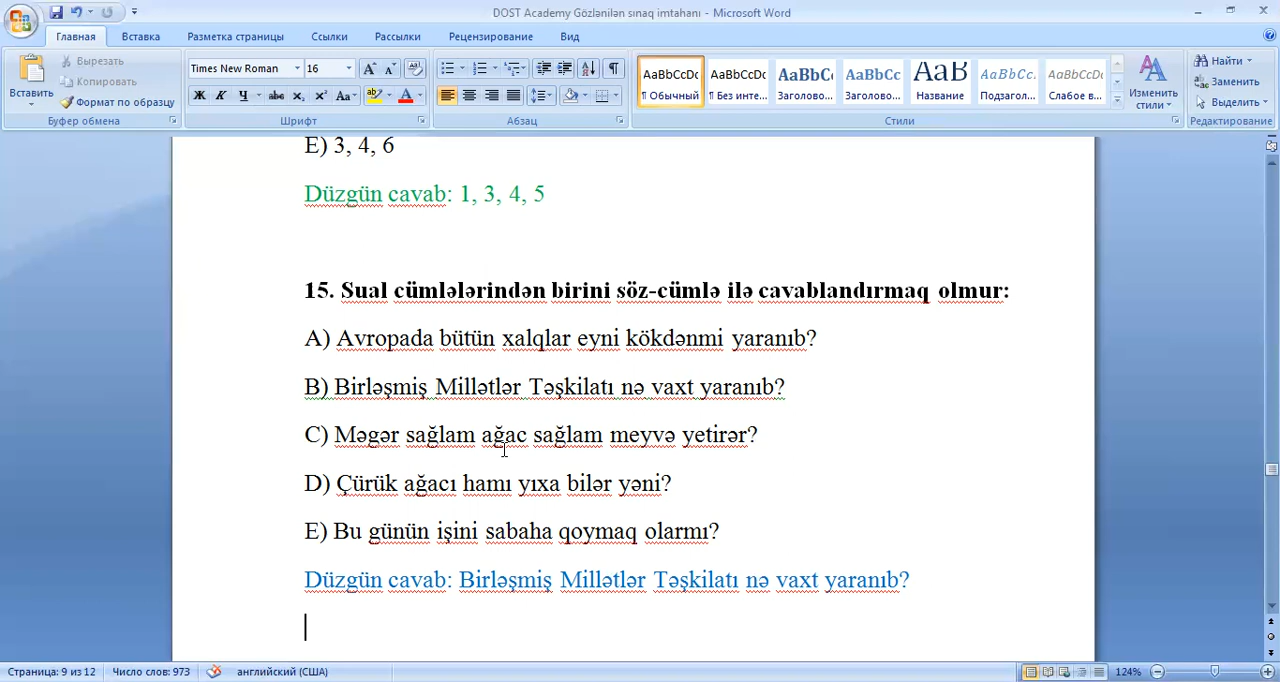 DOST Academy Gözlənilən sınaq imtahanı - Microsoft Word
Главная Вставка Разметка страницы Ссылки Рассылки Рецензирование Вид
Вставить
Вырезать
Копировать
Формат по образцу
Буфер обмена
Times New Roman 16
Ж К Ч abe x₂ x² Aa
Шрифт
Абзац
AaBbCcDc AaBbCcDc AaBbC AaBbCc АаВ AaBbCc. AaBbCcDc
¶ Обычный ¶ Без инте... Заголово... Заголово... Название Подзагол... Слабое в...
Стили
Изменить стили
Найти
Заменить
Выделить
Редактирование
E) 3, 4, 6
Düzgün cavab: 1, 3, 4, 5
15. Sual cümlələrindən birini söz-cümlə ilə cavablandırmaq olmur:
A) Avropada bütün xalqlar eyni kökdənmi yaranıb?
B) Birləşmiş Millətlər Təşkilatı nə vaxt yaranıb?
C) Məgər sağlam ağac sağlam meyvə yetirər?
D) Çürük ağacı hamı yıxa bilər yəni?
E) Bu günün işini sabaha qoymaq olarmı?
Düzgün cavab: Birləşmiş Millətlər Təşkilatı nə vaxt yaranıb?
Страница: 9 из 12 Число слов: 973 английский (США) 124%